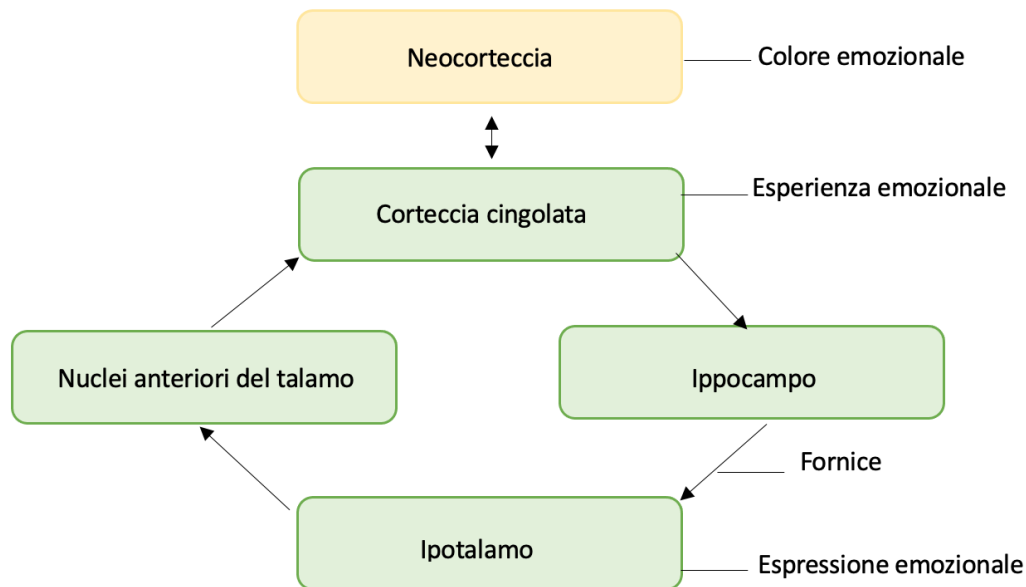 Neocorteccia
Colore emozionale
Corteccia cingolata
Esperienza emozionale
Nuclei anteriori del talamo
Ippocampo
Fornice
Ipotalamo
Espressione emozionale